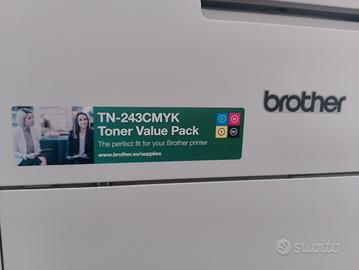 TN-243CMYK
Toner Value Pack
The perfect fit for your Brother printer
www.brother.eu/supplies
brother
subito